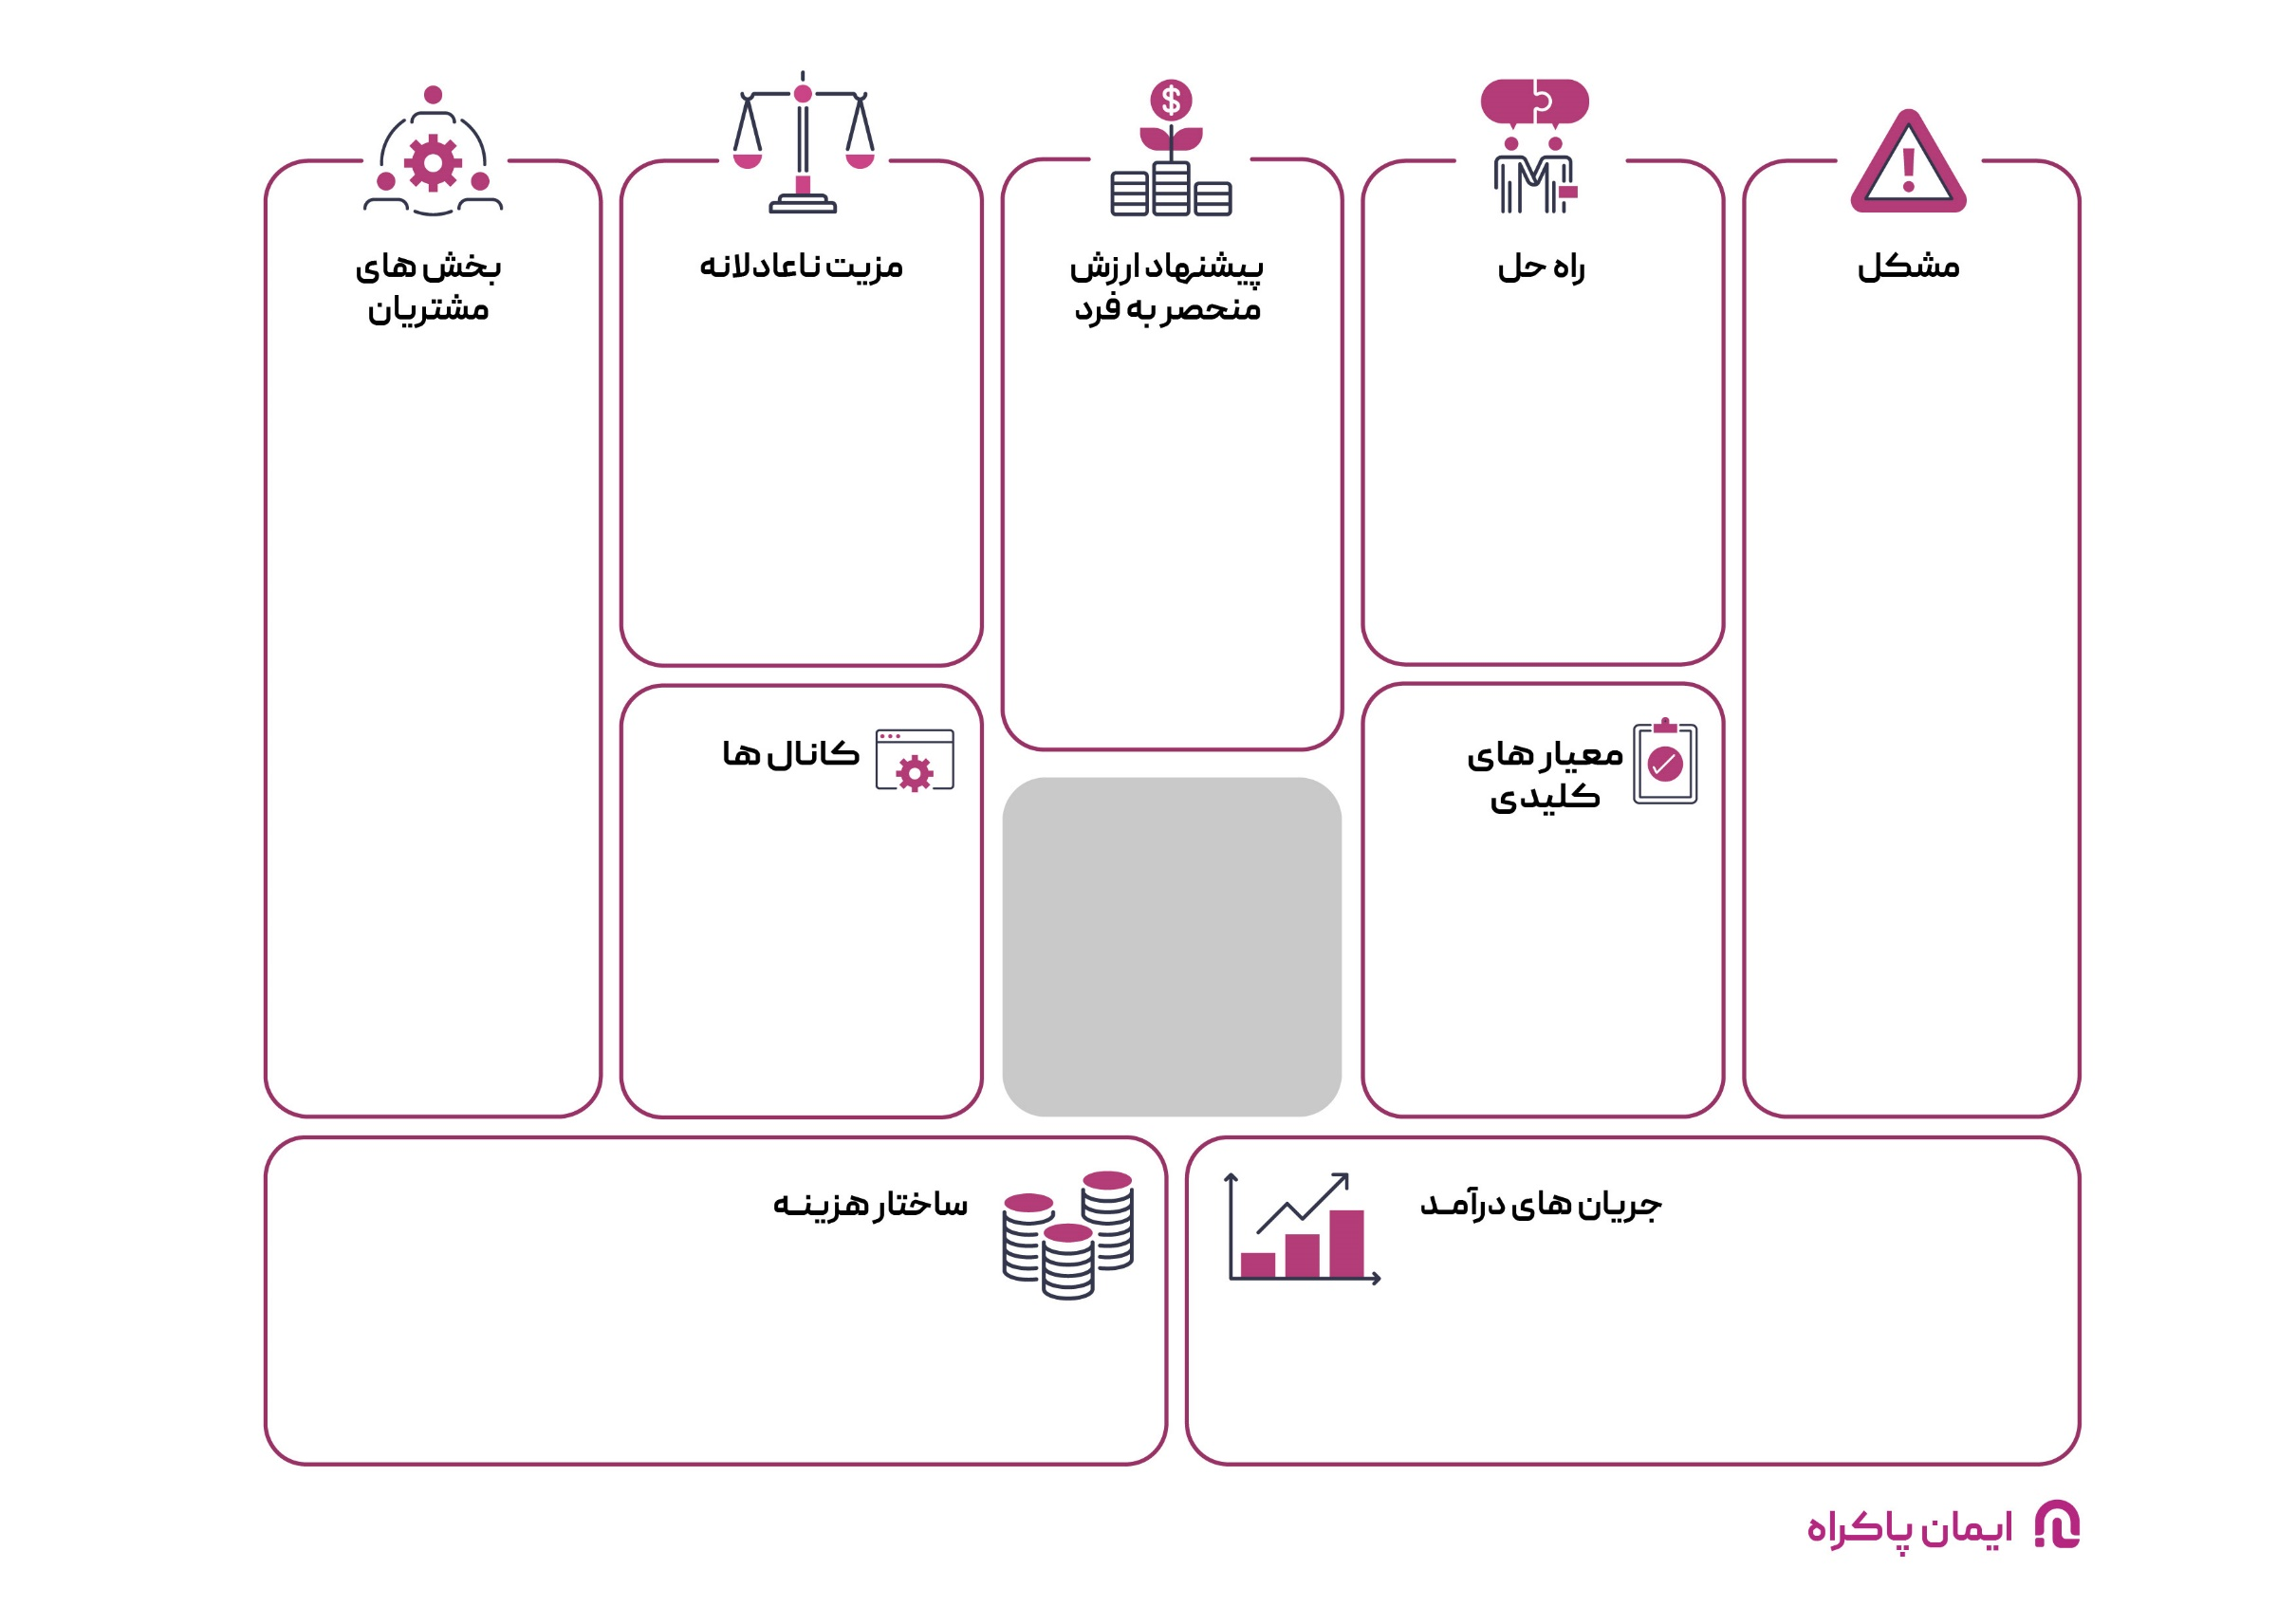 مشکل
راه حل
پیشنهاد ارزش
منحصر به فرد
مزیت ناعادلانه
بخش های
مشتریان
معیار های
کلیدی
کانال ها
جریان های درآمد
ساختار هزینه
ایمان پاکراه